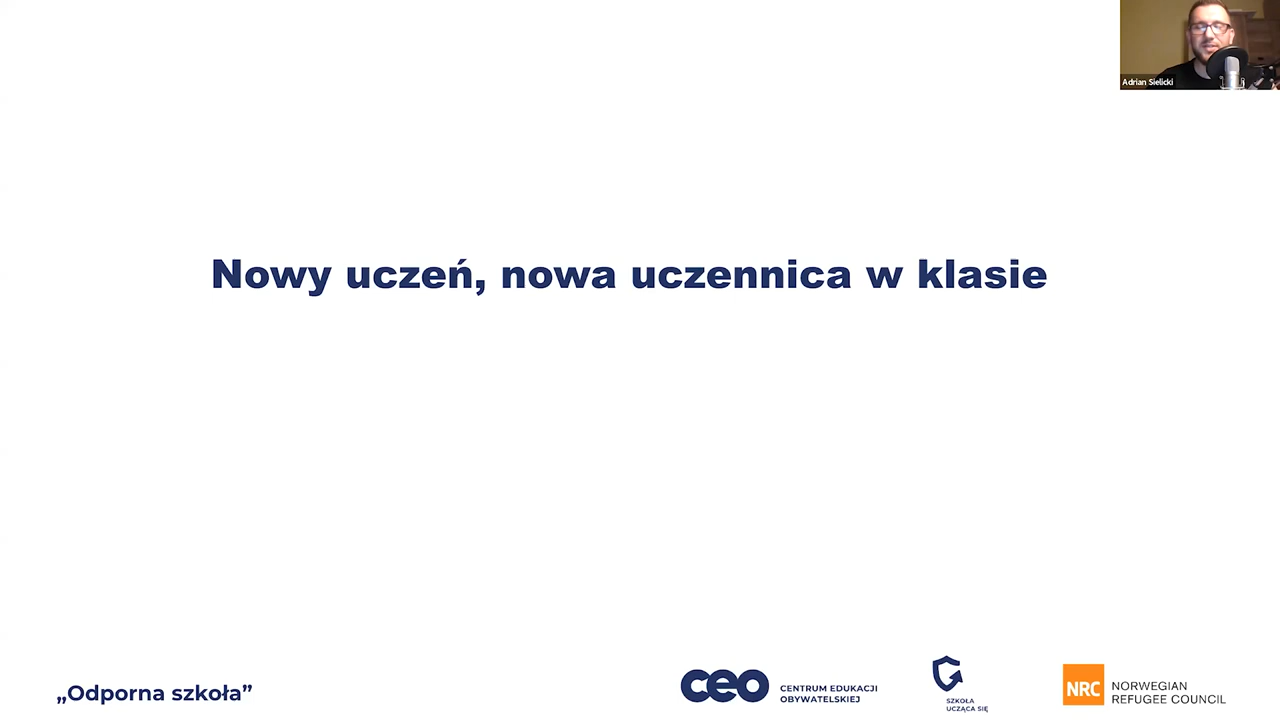 Adrian Sielicki
Nowy uczeń, nowa uczennica w klasie
„Odporna szkoła”
ceo
CENTRUM EDUKACJI
OBYWATELSKIEJ
SZKOŁA
UCZĄCA SIĘ
NRC
NORWEGIAN
REFUGEE COUNCIL